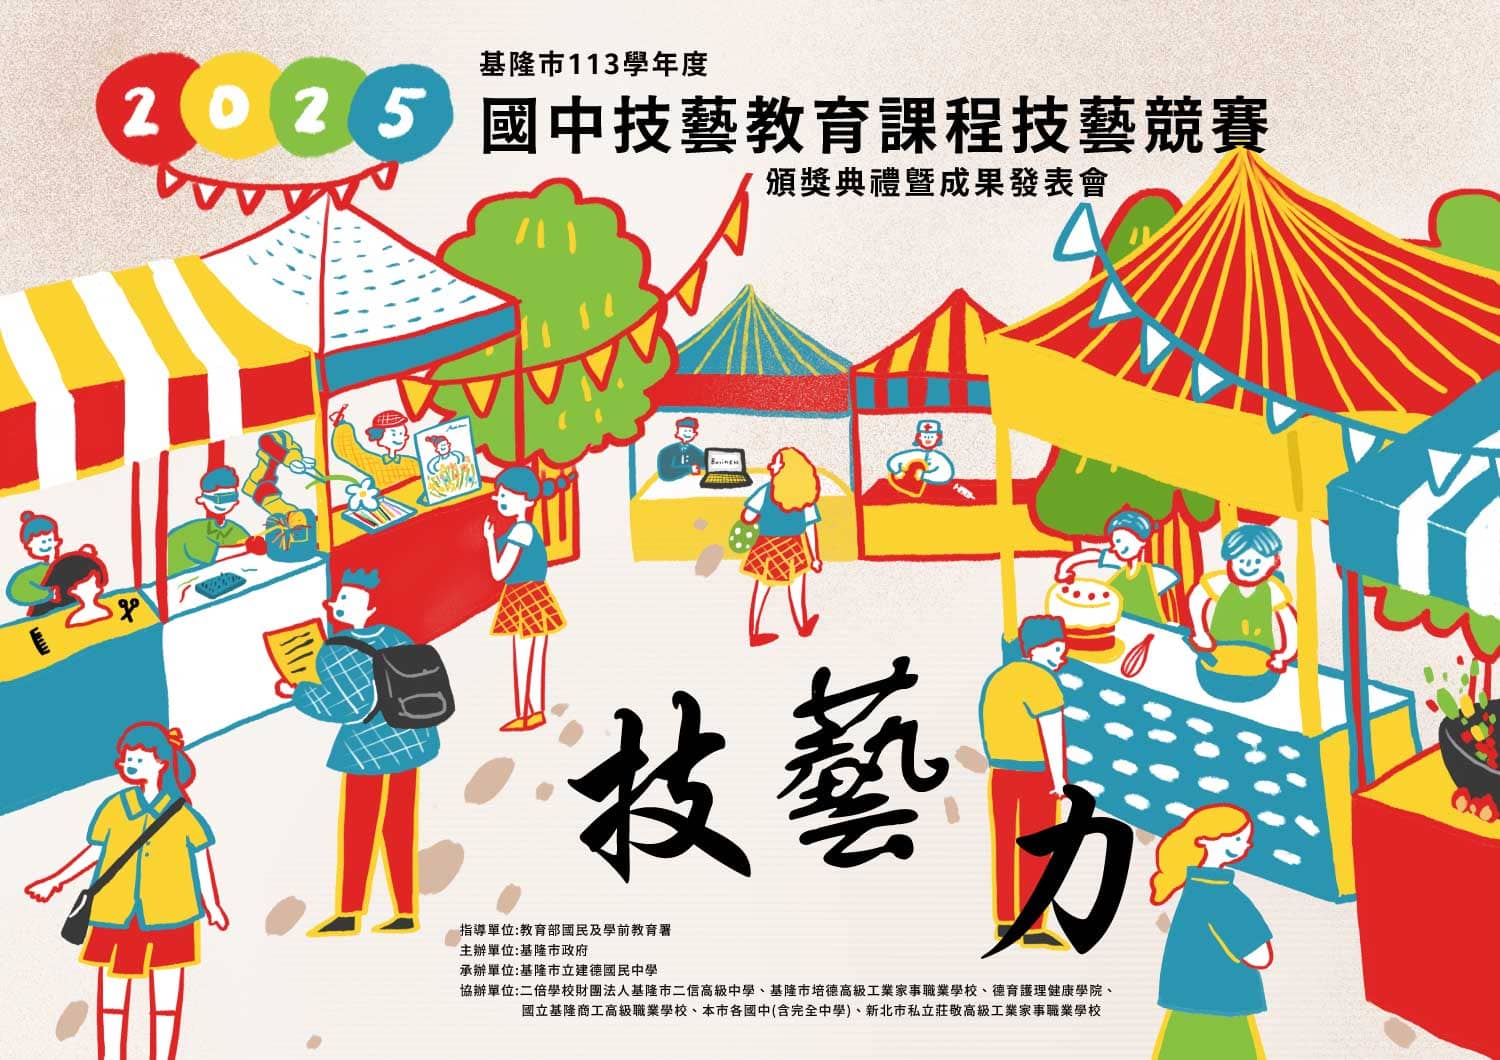 2025
基隆市113學年度
國中技藝教育課程技藝競賽
頒獎典禮暨成果發表會
Business
技藝力
指導單位:教育部國民及學前教育署
主辦單位:基隆市政府
承辦單位:基隆市立建德國民中學
協辦單位:二倍學校財團法人基隆市二信高級中學、基隆市培德高級工業家事職業學校、德育護理健康學院、
國立基隆商工高級職業學校、本市各國中(含完全中學)、新北市私立莊敬高級工業家事職業學校